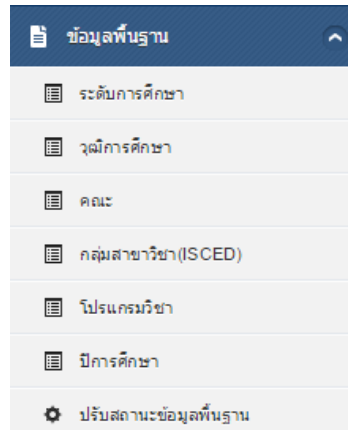 ข้อมูลพื้นฐาน
ระดับการศึกษา
วุฒิการศึกษา
คณะ
กลุ่มสาขาวิชา(ISCED)
โปรแกรมวิชา
ปีการศึกษา
ปรับสถานะข้อมูลพื้นฐาน